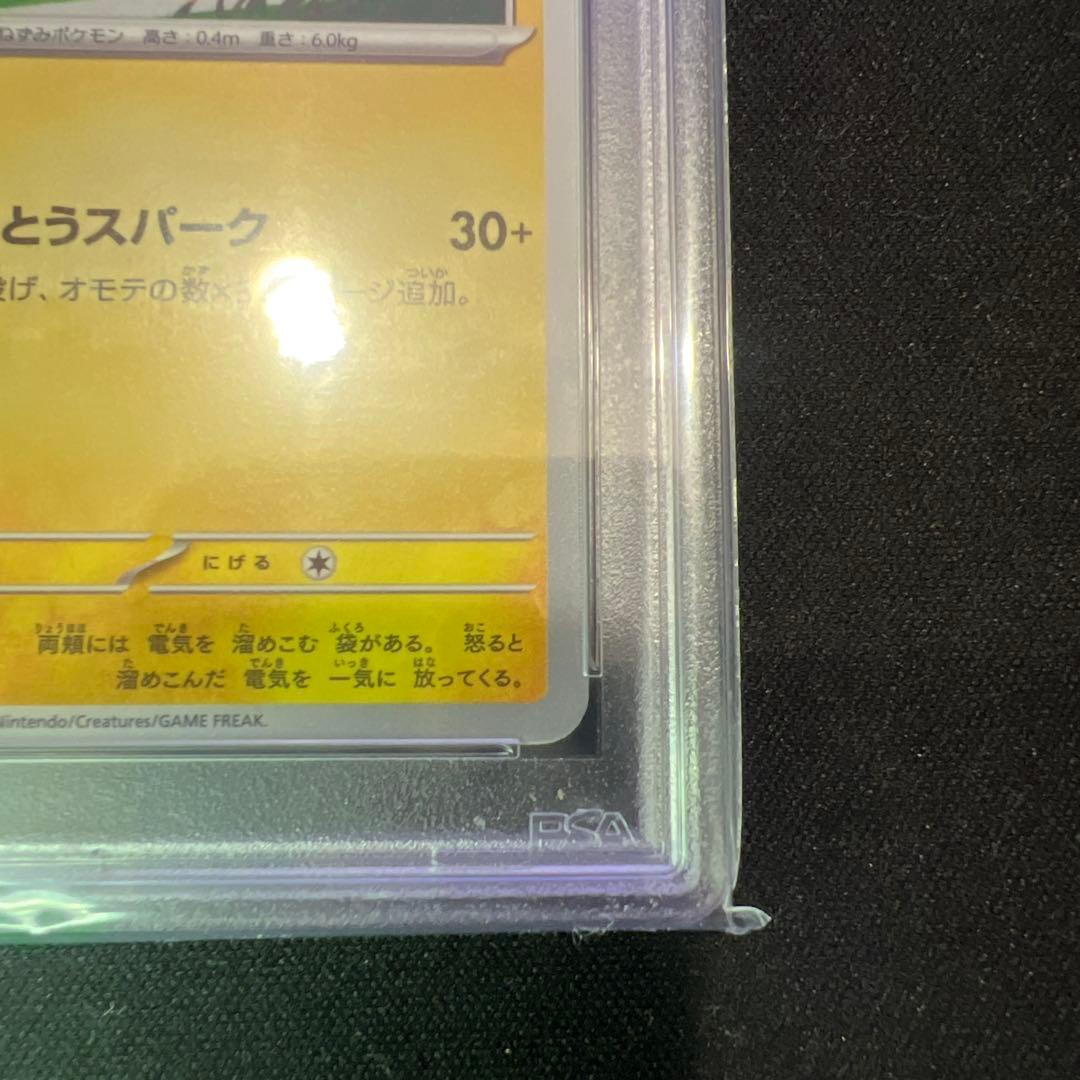 ねずみポケモン 高さ：0.4m 重さ：6.0kg
とうスパーク 30+
げ、オモテの数× ージ追加。
にげる
両頬には 電気を 溜めこむ 袋がある。 怒ると
溜めこんだ 電気を 一気に 放ってくる。
Nintendo/Creatures/GAME FREAK.
PSA